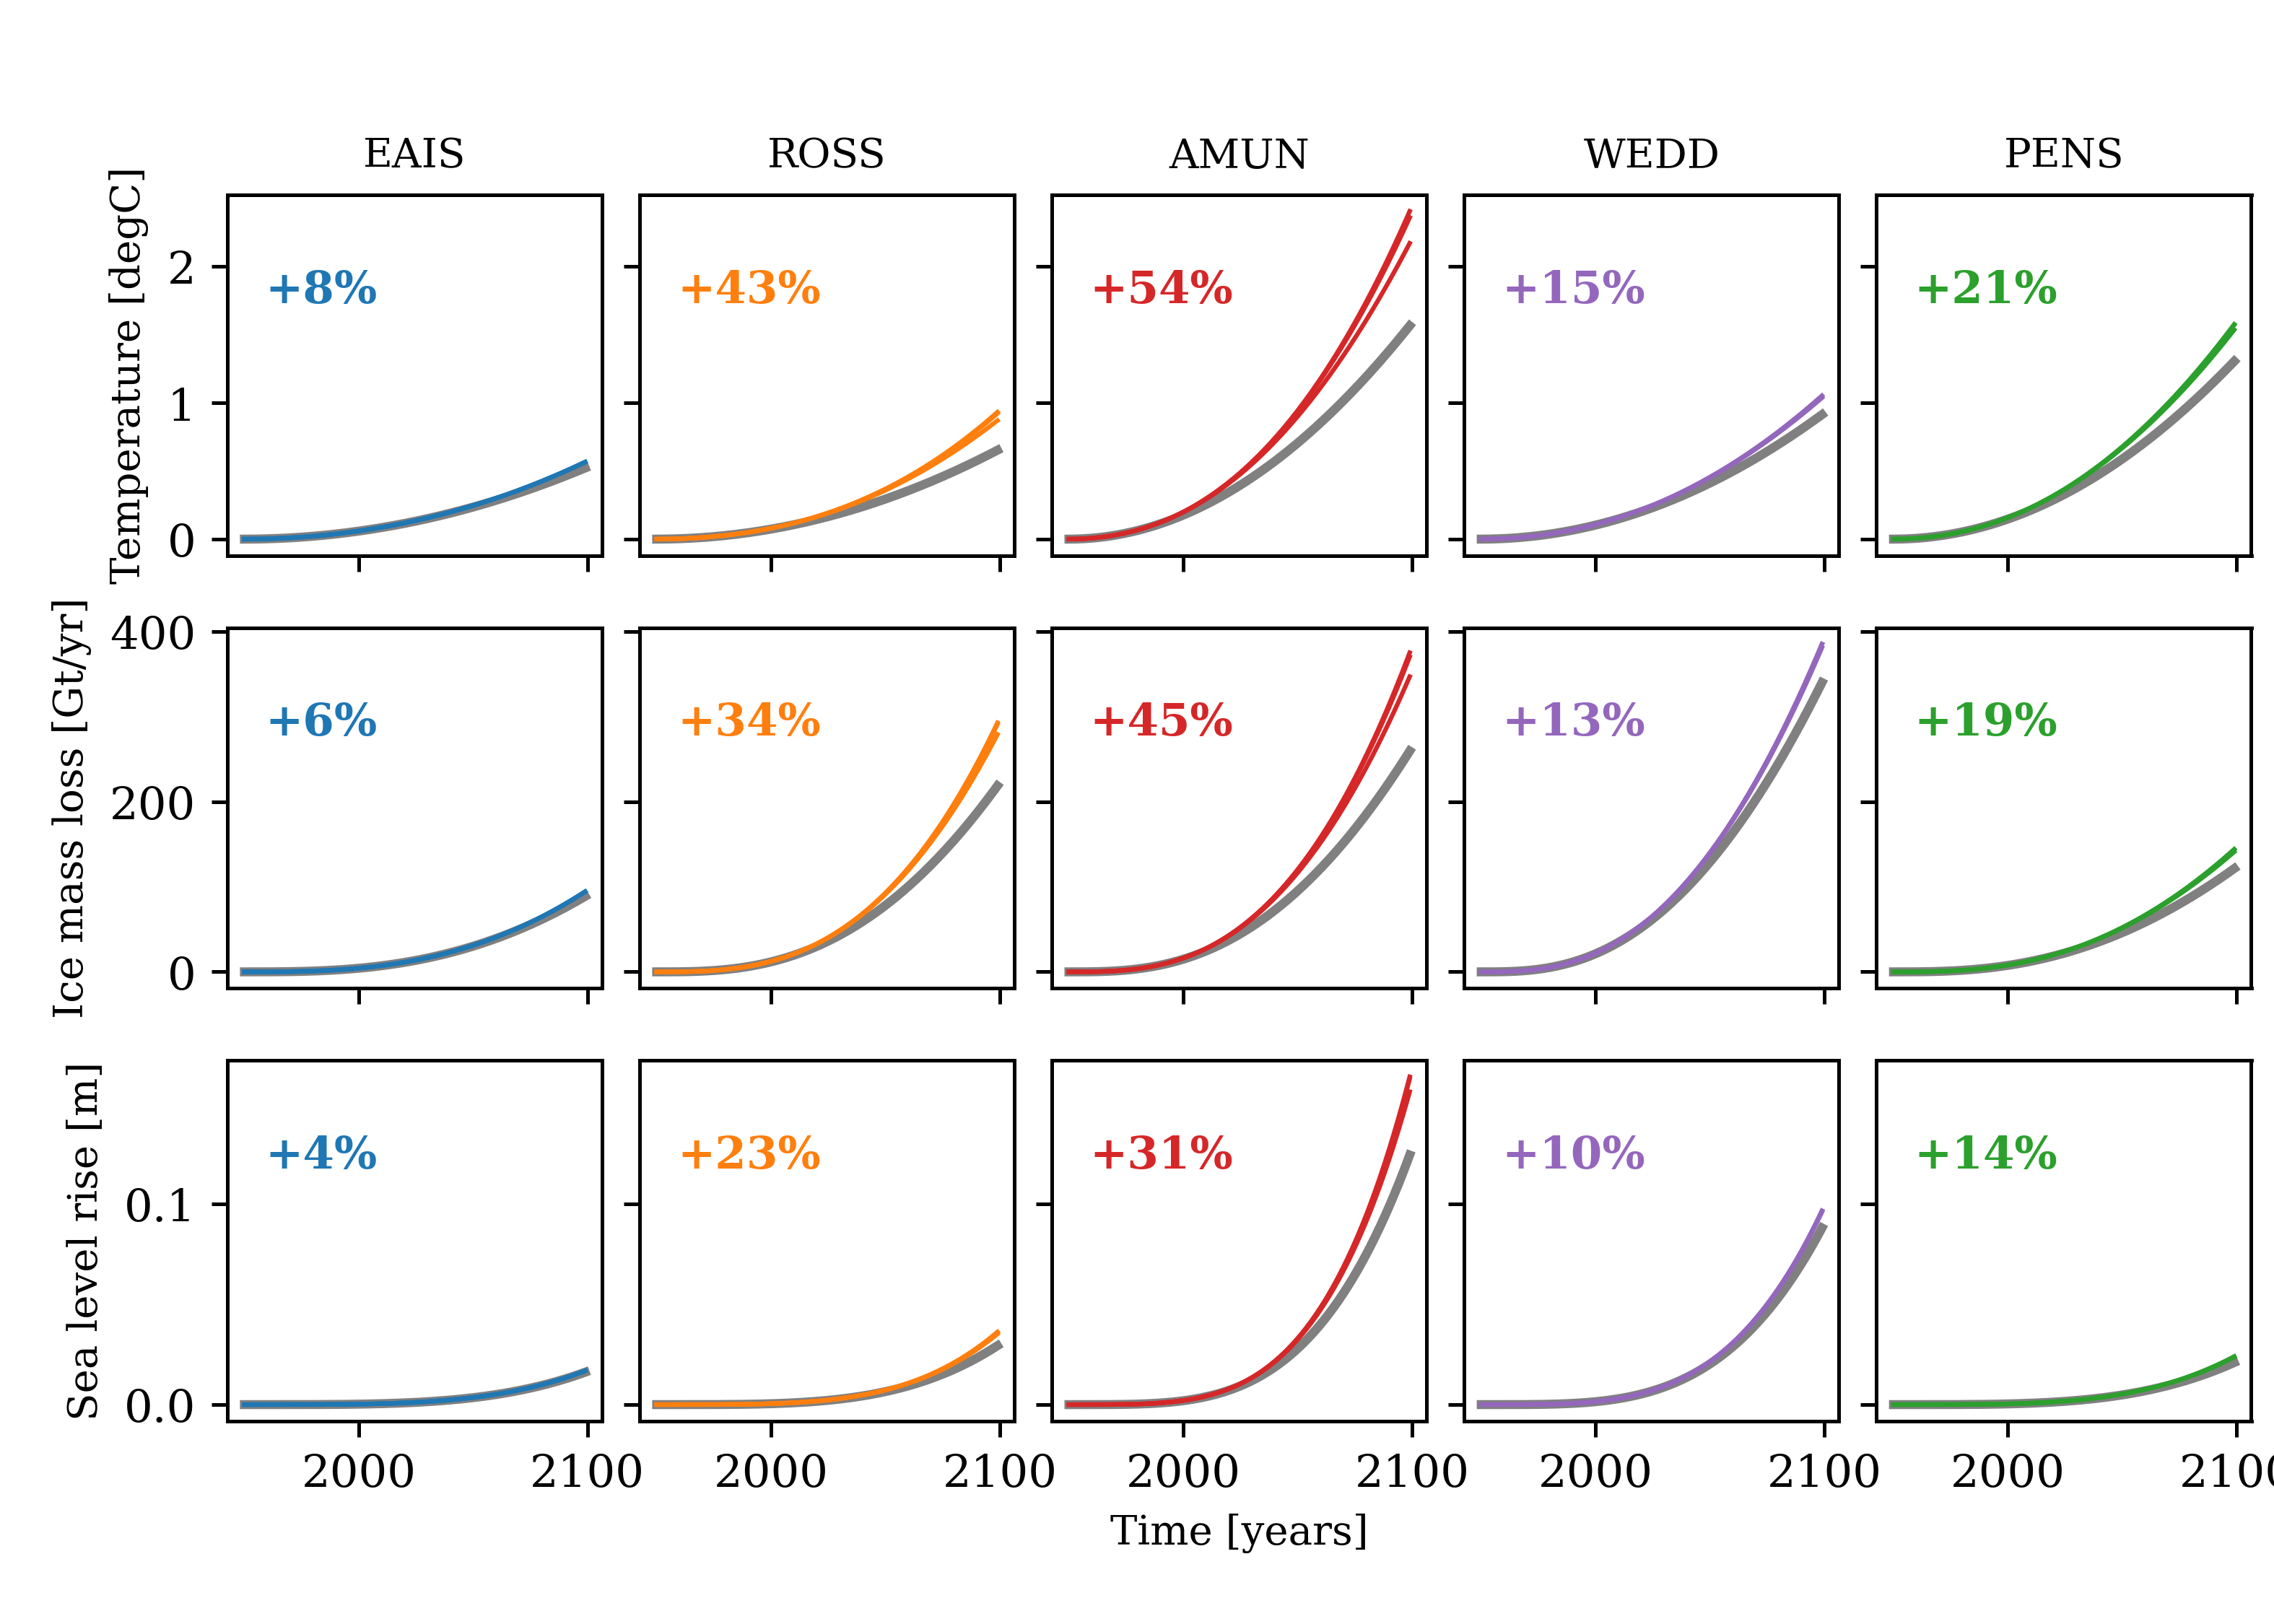 EAIS ROSS AMUN WEDD PENS
Temperature [degC]
2
1
0
+8% +43% +54% +15% +21%
Ice mass loss [Gt/yr]
400
200
0
+6% +34% +45% +13% +19%
Sea level rise [m]
0.1
0.0
+4% +23% +31% +10% +14%
2000 2100 2000 2100 2000 2100 2000 2100 2000 210
Time [years]